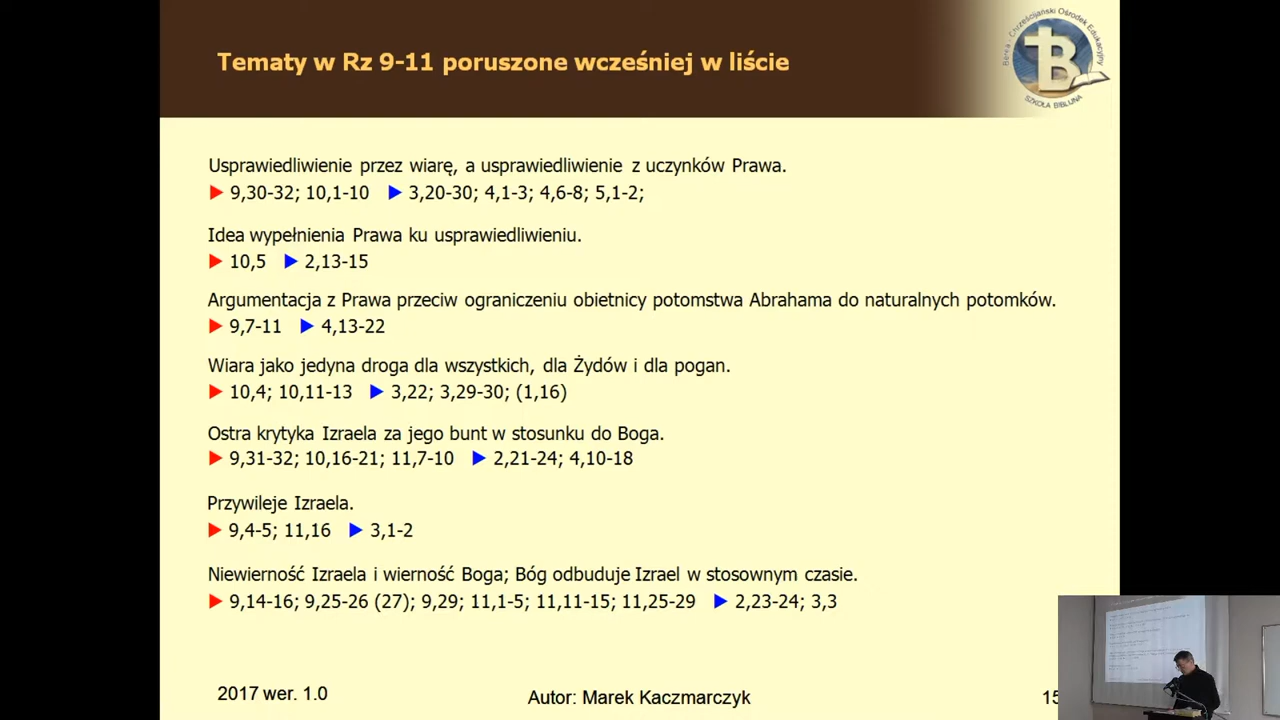 Tematy w Rz 9-11 poruszone wcześniej w liście
Berea - Chrześcijański Ośrodek Edukacyjny
SZKOŁA BIBLIJNA
Usprawiedliwienie przez wiarę, a usprawiedliwienie z uczynków Prawa.
9,30-32; 10,1-10 3,20-30; 4,1-3; 4,6-8; 5,1-2;
Idea wypełnienia Prawa ku usprawiedliwieniu.
10,5 2,13-15
Argumentacja z Prawa przeciw ograniczeniu obietnicy potomstwa Abrahama do naturalnych potomków.
9,7-11 4,13-22
Wiara jako jedyna droga dla wszystkich, dla Żydów i dla pogan.
10,4; 10,11-13 3,22; 3,29-30; (1,16)
Ostra krytyka Izraela za jego bunt w stosunku do Boga.
9,31-32; 10,16-21; 11,7-10 2,21-24; 4,10-18
Przywileje Izraela.
9,4-5; 11,16 3,1-2
Niewierność Izraela i wierność Boga; Bóg odbuduje Izrael w stosownym czasie.
9,14-16; 9,25-26 (27); 9,29; 11,1-5; 11,11-15; 11,25-29 2,23-24; 3,3
2017 wer. 1.0
Autor: Marek Kaczmarczyk
15